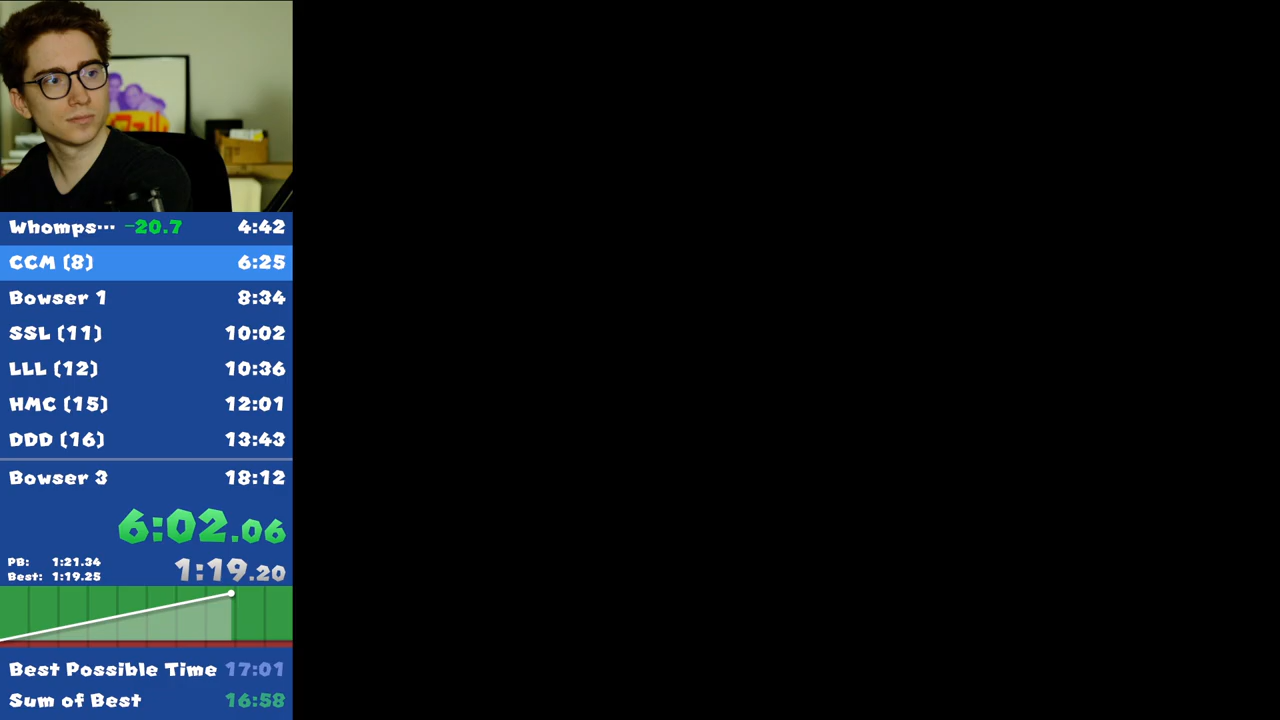 Whomps… −20.7 4:42
CCM (8) 6:25
Bowser 1 8:34
SSL (11) 10:02
LLL (12) 10:36
HMC (15) 12:01
DDD (16) 13:43
Bowser 3 18:12
6:02.06
PB: 1:21.34
Best: 1:19.25
1:19.20
Best Possible Time 17:01
Sum of Best 16:58